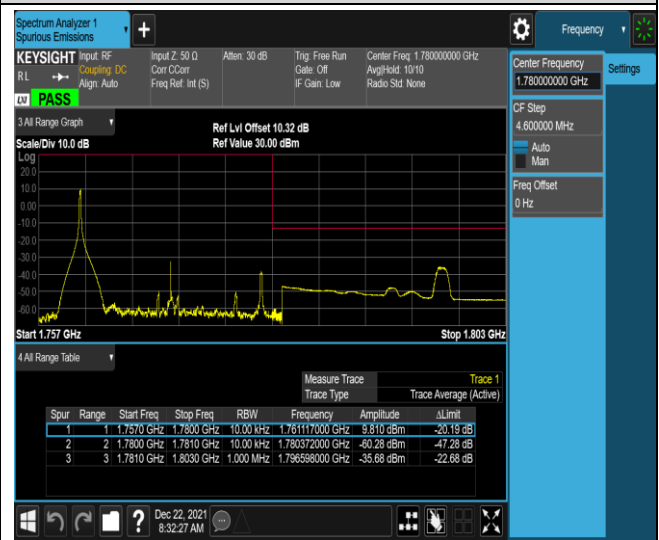 Spectrum Analyzer 1
Spurious Emissions
+
Frequency
KEYSIGHT
Input: RF
Coupling: DC
Align: Auto
Input Z: 50 Ω
Corr CCorr
Freq Ref: Int (S)
Atten: 30 dB
Trig: Free Run
Gate: Off
IF Gain: Low
Center Freq: 1.780000000 GHz
Avg|Hold: 10/10
Radio Std: None
R L
LXI
PASS
Center Frequency
1.780000000 GHz
Settings
CF Step
4.600000 MHz
Auto
Man
Freq Offset
0 Hz
3 All Range Graph
Scale/Div 10.0 dB
Ref Lvl Offset 10.32 dB
Ref Value 30.00 dBm
Log
20.0
10.0
0.00
-10.0
-20.0
-30.0
-40.0
-50.0
-60.0
Start 1.757 GHz
Stop 1.803 GHz
4 All Range Table
Measure Trace Trace 1
Trace Type Trace Average (Active)
Spur Range Start Freq Stop Freq RBW Frequency Amplitude ΔLimit
1 1 1.7570 GHz 1.7800 GHz 10.00 kHz 1.761117000 GHz 9.810 dBm -20.19 dB
2 2 1.7800 GHz 1.7810 GHz 10.00 kHz 1.780372000 GHz -60.28 dBm -47.28 dB
3 3 1.7810 GHz 1.8030 GHz 1.000 MHz 1.796598000 GHz -35.68 dBm -22.68 dB
?
Dec 22, 2021
8:32:27 AM